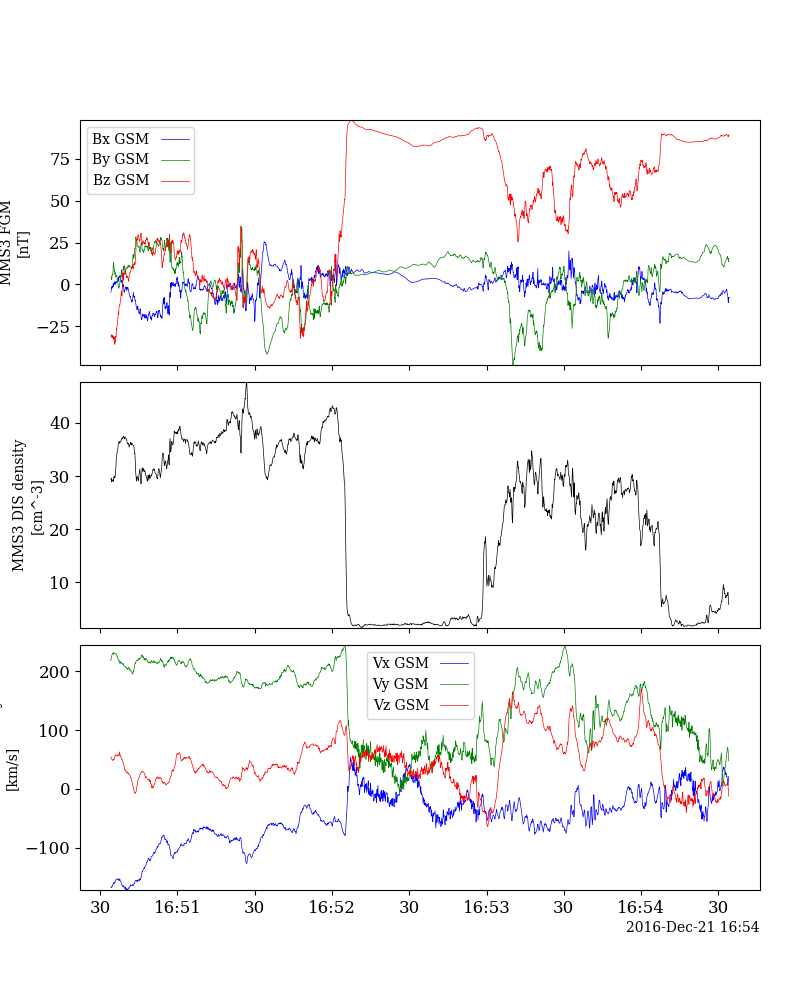 Bx GSM
By GSM
Bz GSM
MMS3 FGM
[nT]
75
50
25
0
−25
MMS3 DIS density
[cm^-3]
40
30
20
10
Vx GSM
Vy GSM
Vz GSM
[km/s]
200
100
0
−100
30 16:51 30 16:52 30 16:53 30 16:54 30
2016-Dec-21 16:54